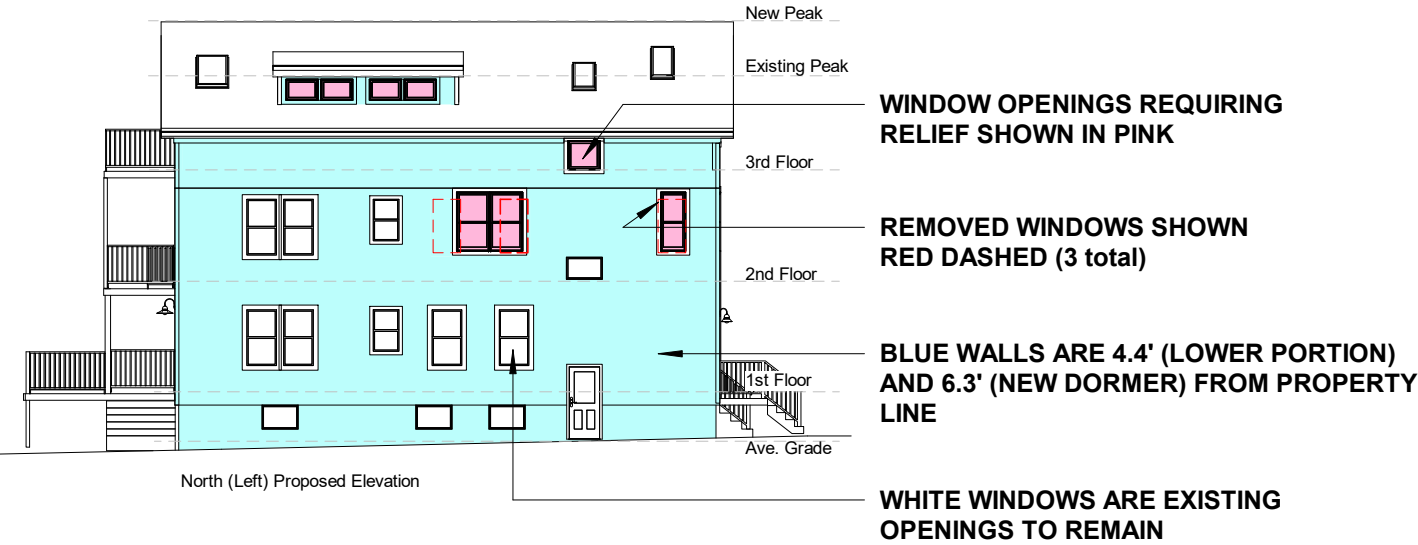 New Peak
Existing Peak
WINDOW OPENINGS REQUIRING
RELIEF SHOWN IN PINK
3rd Floor
REMOVED WINDOWS SHOWN
RED DASHED (3 total)
2nd Floor
BLUE WALLS ARE 4.4' (LOWER PORTION)
AND 6.3' (NEW DORMER) FROM PROPERTY
LINE
1st Floor
Ave. Grade
North (Left) Proposed Elevation
WHITE WINDOWS ARE EXISTING
OPENINGS TO REMAIN